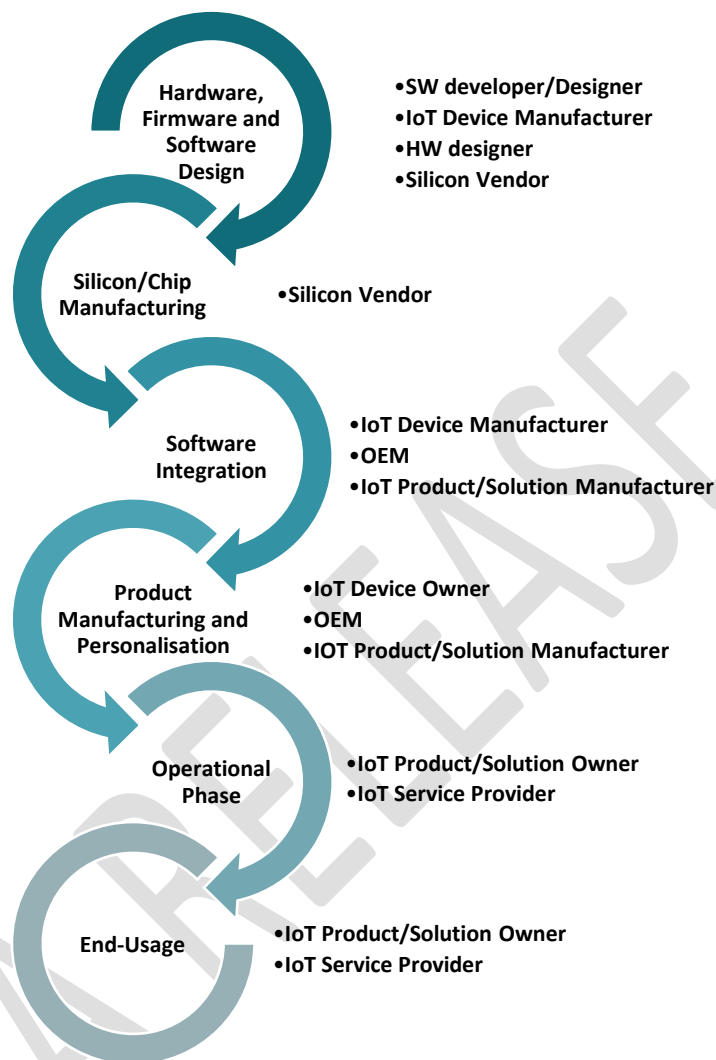 Hardware,
Firmware and
Software
Design
•SW developer/Designer
•IoT Device Manufacturer
•HW designer
•Silicon Vendor
Silicon/Chip
Manufacturing
•Silicon Vendor
Software
Integration
•IoT Device Manufacturer
•OEM
•IoT Product/Solution Manufacturer
Product
Manufacturing and
Personalisation
•IoT Device Owner
•OEM
•IOT Product/Solution Manufacturer
Operational
Phase
•IoT Product/Solution Owner
•IoT Service Provider
End-Usage
•IoT Product/Solution Owner
•IoT Service Provider
A RELEASE